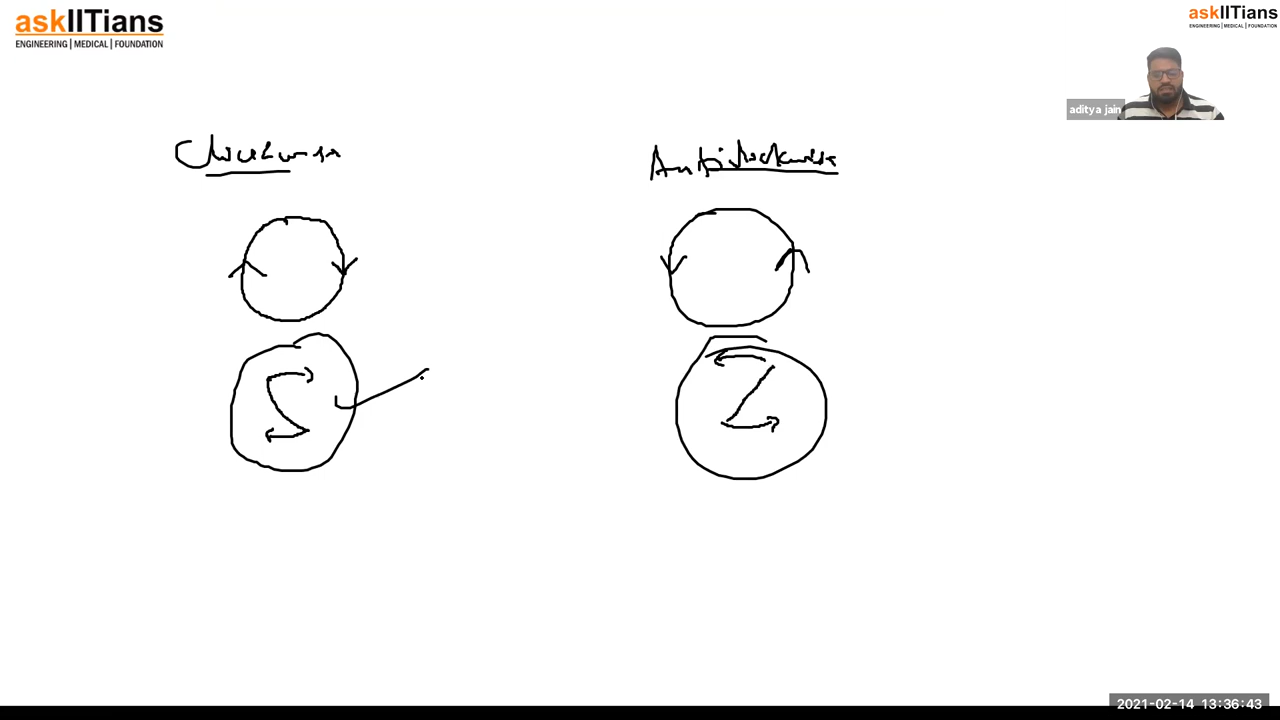 askIITians
ENGINEERING | MEDICAL | FOUNDATION
askIITians
ENGINEERING | MEDICAL | FOUNDATION
aditya jain
Clockwise
Anticlockwise
2021-02-14 13:36:43